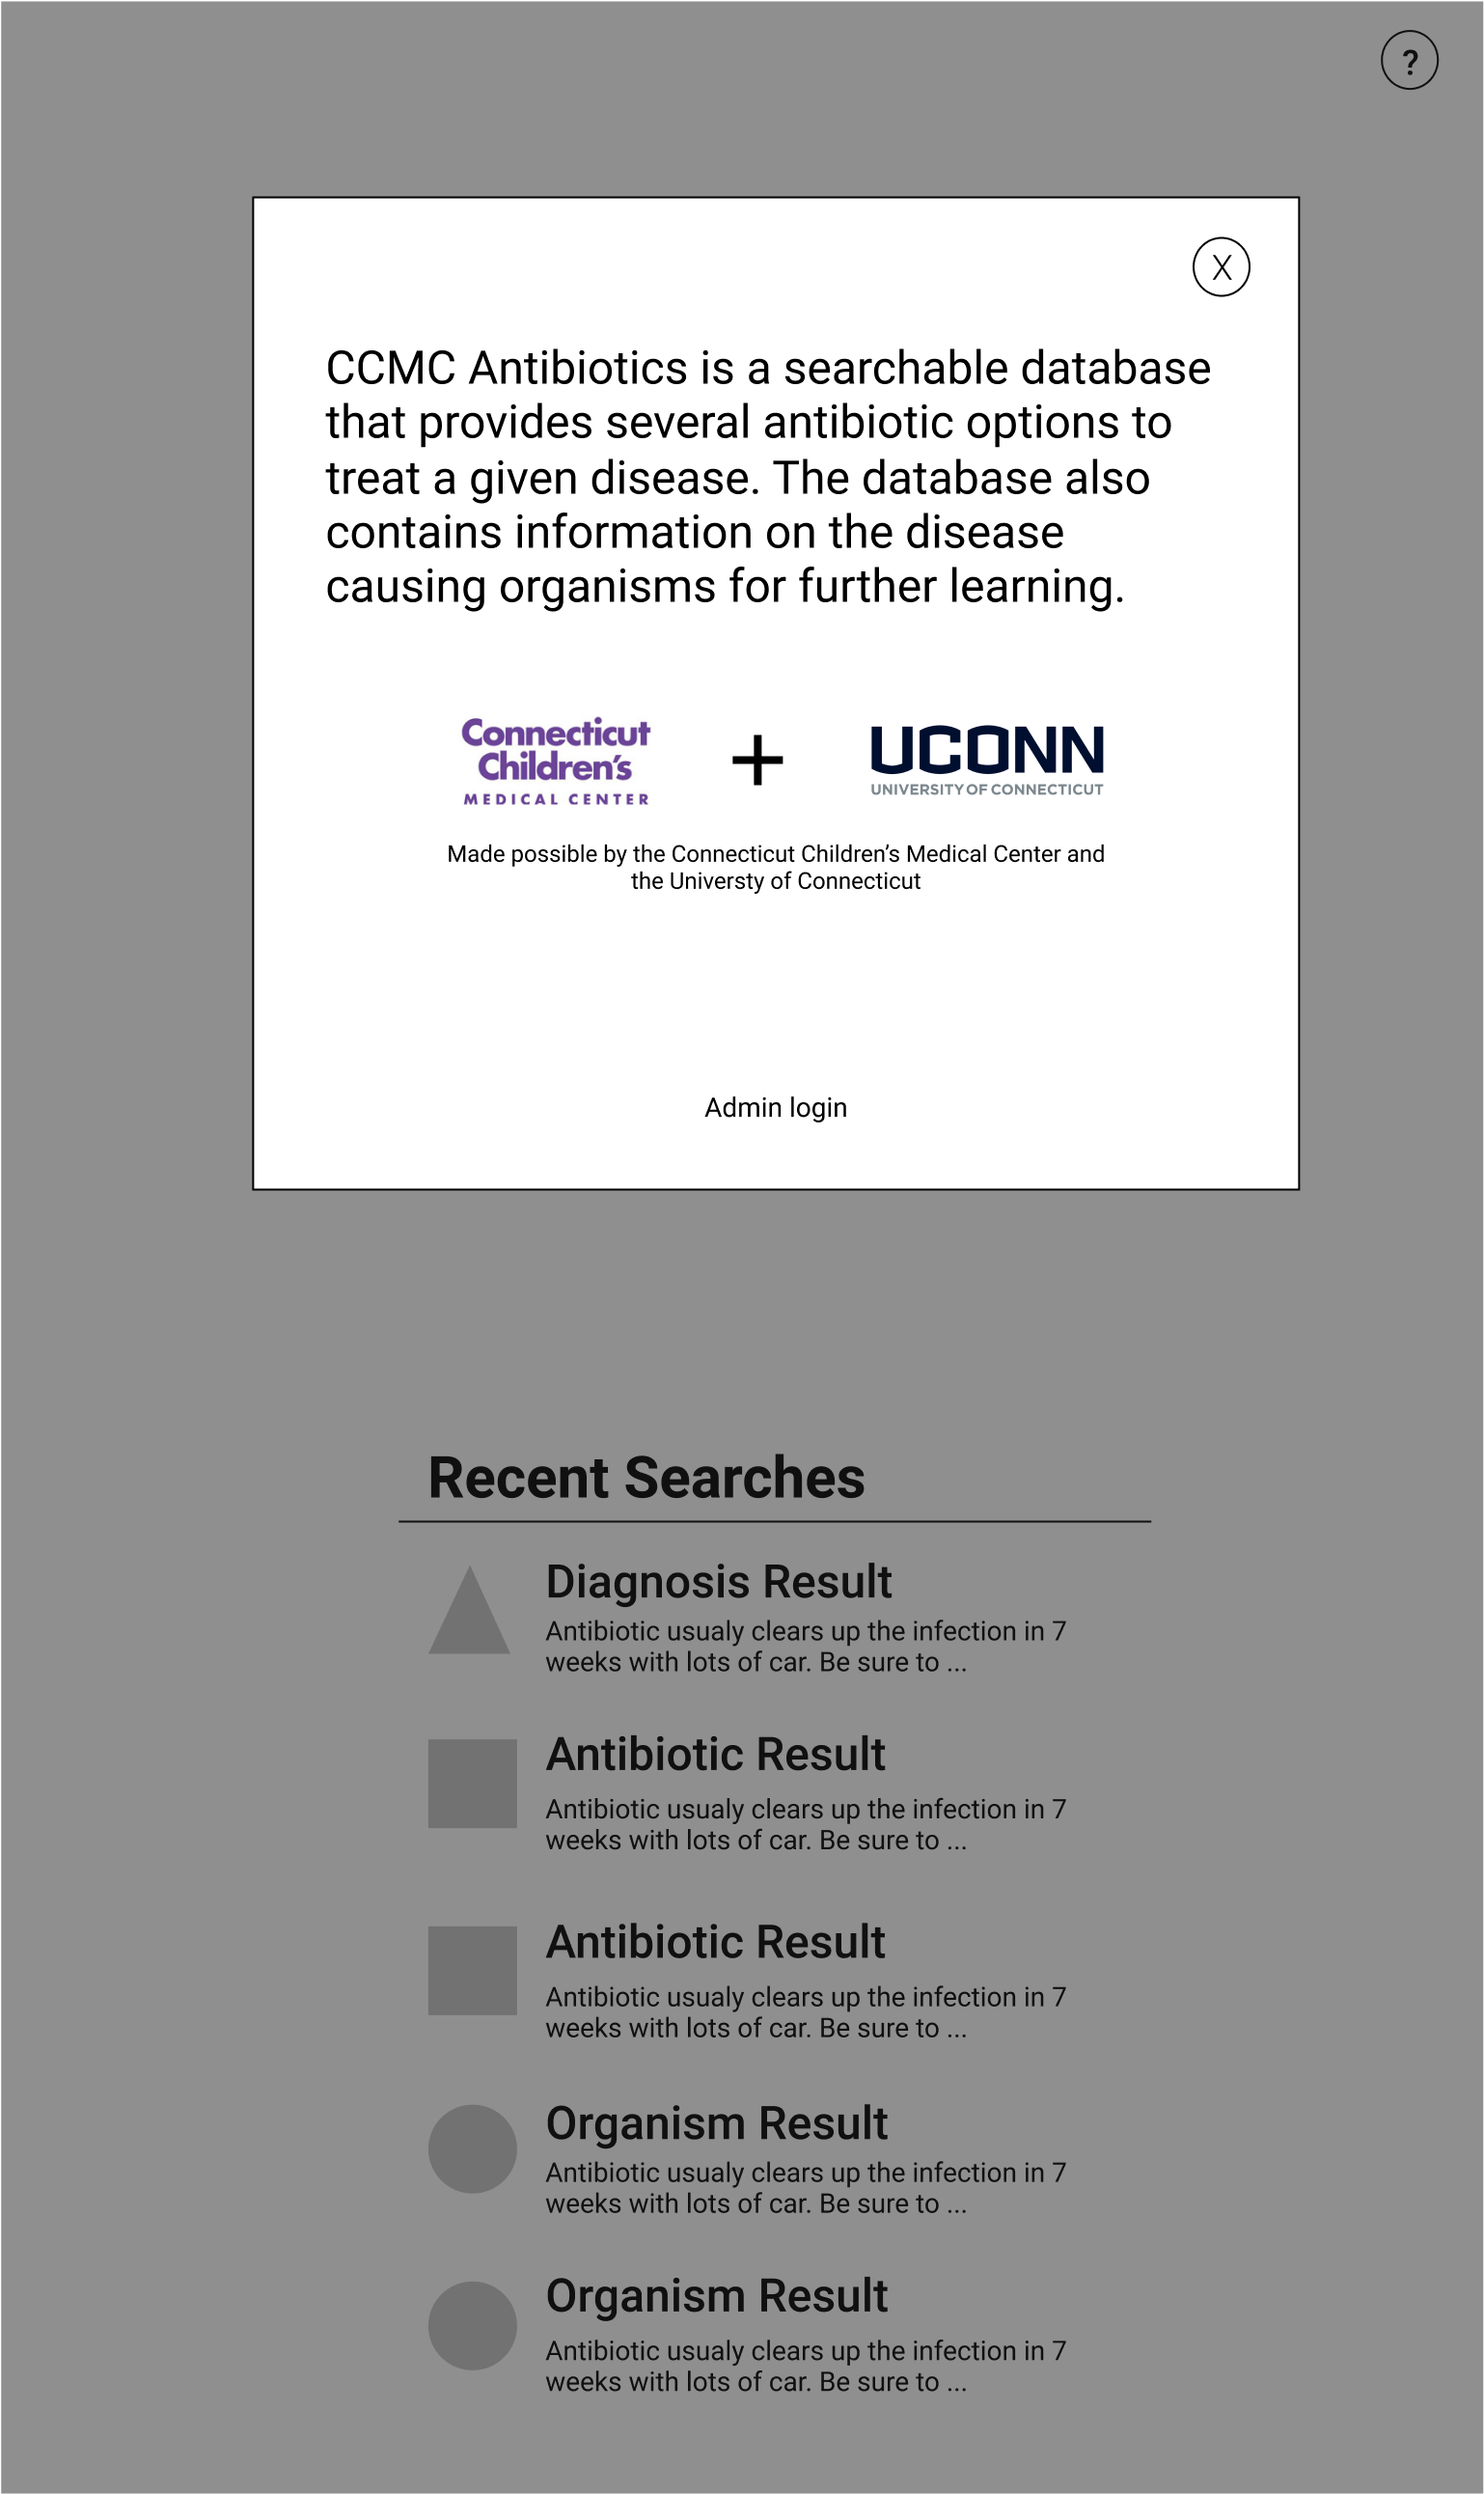 ?
X
CCMC Antibiotics is a searchable database
that provides several antibiotic options to
treat a given disease. The database also
contains information on the disease
causing organisms for further learning.
Connecticut
Children's
MEDICAL CENTER
+
UCONN
UNIVERSITY OF CONNECTICUT
Made possible by the Connecticut Children’s Medical Center and
the Universty of Connecticut
Admin login
Recent Searches
Diagnosis Result
Antibiotic usualy clears up the infection in 7
weeks with lots of car. Be sure to ...
Antibiotic Result
Antibiotic usualy clears up the infection in 7
weeks with lots of car. Be sure to ...
Antibiotic Result
Antibiotic usualy clears up the infection in 7
weeks with lots of car. Be sure to ...
Organism Result
Antibiotic usualy clears up the infection in 7
weeks with lots of car. Be sure to ...
Organism Result
Antibiotic usualy clears up the infection in 7
weeks with lots of car. Be sure to ...